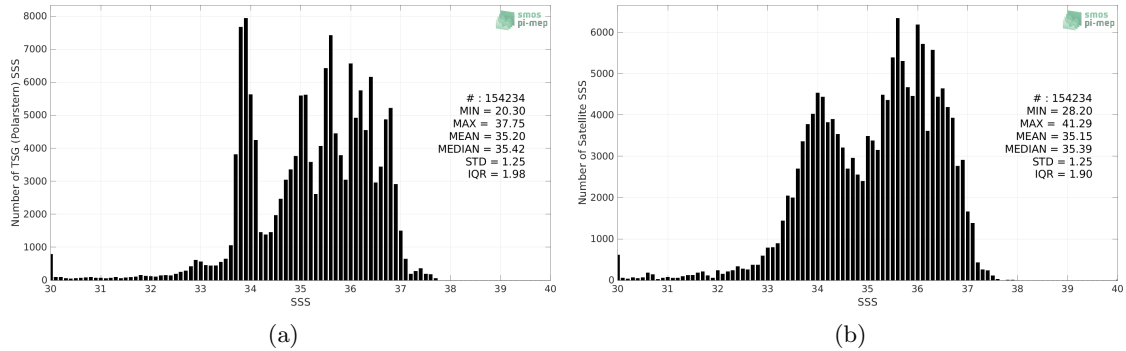 smos
pi-mep
8000
7000
6000
5000
4000
3000
2000
1000
0
Number of TSG (Polarstern) SSS
# : 154234
MIN = 20.30
MAX = 37.75
MEAN = 35.20
MEDIAN = 35.42
STD = 1.25
IQR = 1.98
30 31 32 33 34 35 36 37 38 39 40
SSS
(a)
smos
pi-mep
6000
5000
4000
3000
2000
1000
0
Number of Satellite SSS
# : 154234
MIN = 28.20
MAX = 41.29
MEAN = 35.15
MEDIAN = 35.39
STD = 1.25
IQR = 1.90
30 31 32 33 34 35 36 37 38 39 40
SSS
(b)